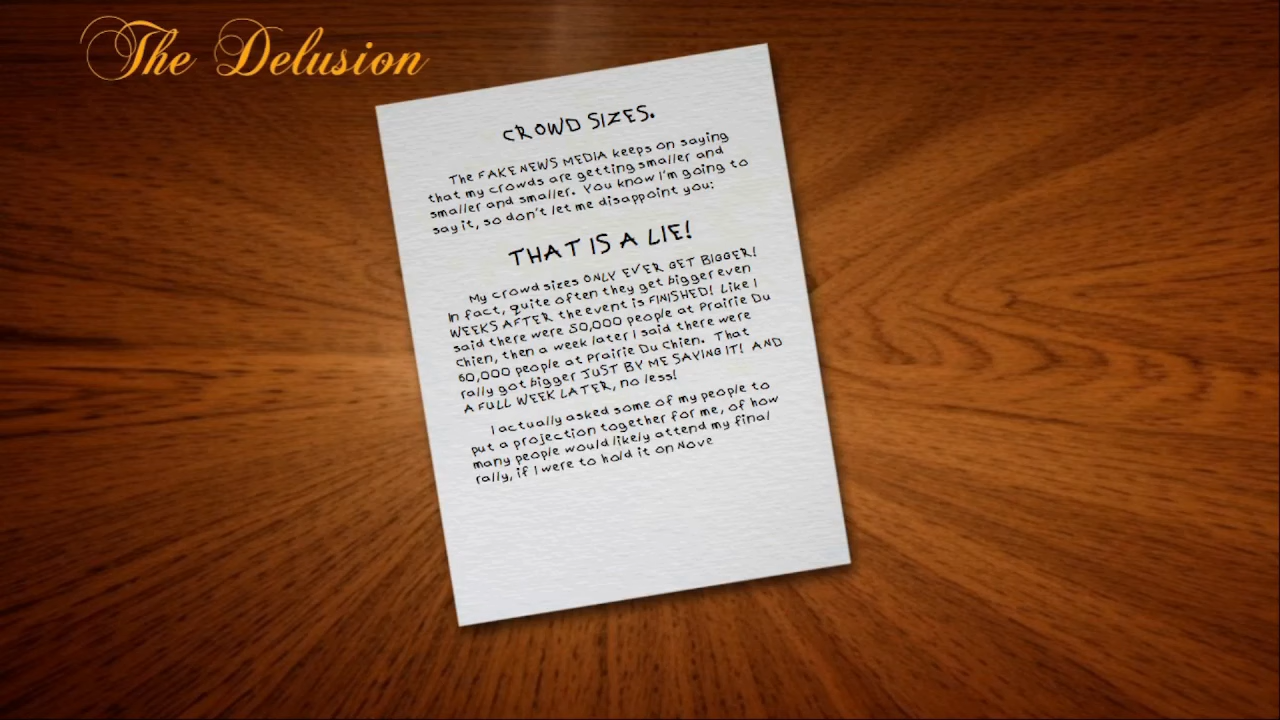 The Delusion
CROWD SIZES.
The FAKE NEWS MEDIA keeps on saying
that my crowds are getting smaller and
smaller and smaller. You know I'm going to
say it, so don't let me disappoint you:
THAT IS A LIE!
My crowd sizes ONLY EVER GET BIGGER!
In fact, quite often they get bigger even
WEEKS AFTER the event is FINISHED! Like I
said there were 50,000 people at Prairie Du
Chien, then a week later I said there were
60,000 people at Prairie Du Chien. That
rally got bigger JUST BY ME SAYING IT! AND
A FULL WEEK LATER, no less!
I actually asked some of my people to
put a projection together for me, of how
many people would likely attend my final
rally, if I were to hold it on Nove